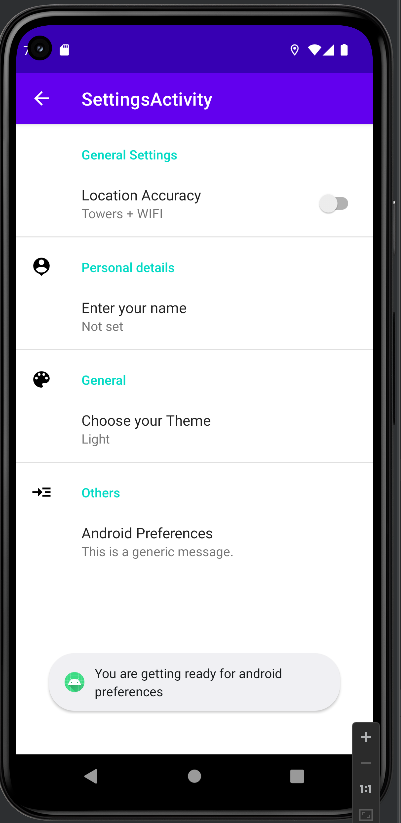 7
SettingsActivity
General Settings
Location Accuracy
Towers + WIFI
Personal details
Enter your name
Not set
General
Choose your Theme
Light
Others
Android Preferences
This is a generic message.
You are getting ready for android
preferences
1:1